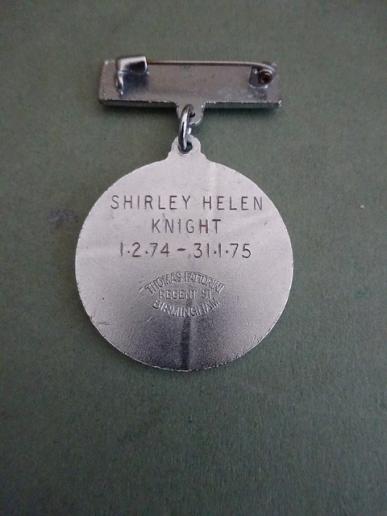 SHIRLEY HELEN
KNIGHT
1·2·74 – 31·1·75
THOMAS FATTORINI
REGENT ST.
BIRMINGHAM